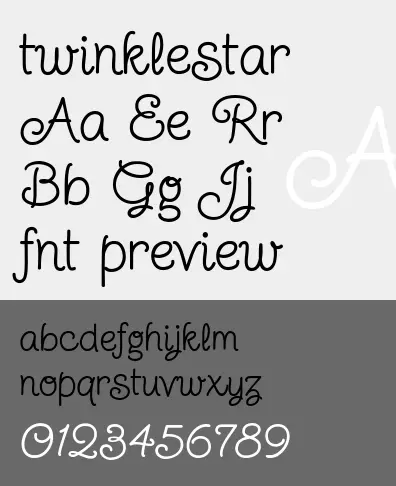 twinklestar
Aa Ee Rr
A
Bb Gg Jj
fnt preview
abcdefghijklm
nopqrstuvwxyz
0123456789